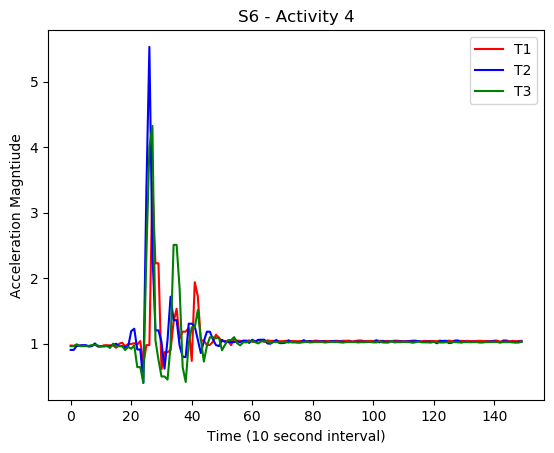 S6 - Activity 4
T1
T2
T3
Acceleration Magntiude
5
4
3
2
1
0 20 40 60 80 100 120 140
Time (10 second interval)